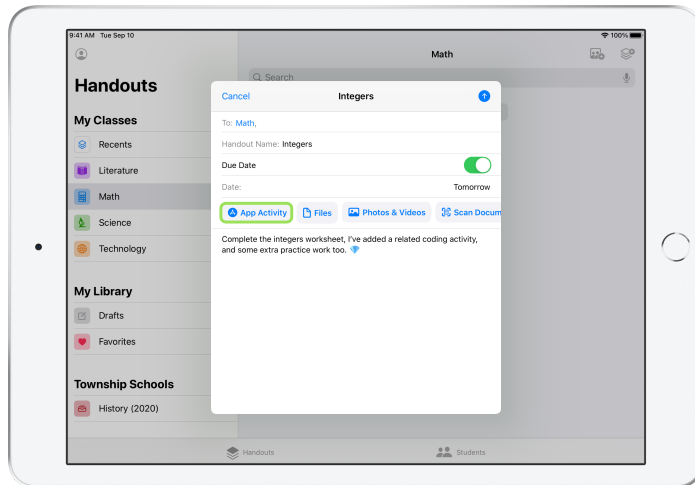 9:41 AM Tue Sep 10
100%
Math
Handouts
Search
My Classes
Recents
Literature
Math
Science
Technology
My Library
Drafts
Favorites
Township Schools
History (2020)
Cancel
Integers
To: Math,
Handout Name: Integers
Due Date
Date:
Tomorrow
App Activity
Files
Photos & Videos
Scan Docum
Complete the integers worksheet, I've added a related coding activity,
and some extra practice work too. 💎
Handouts
Students